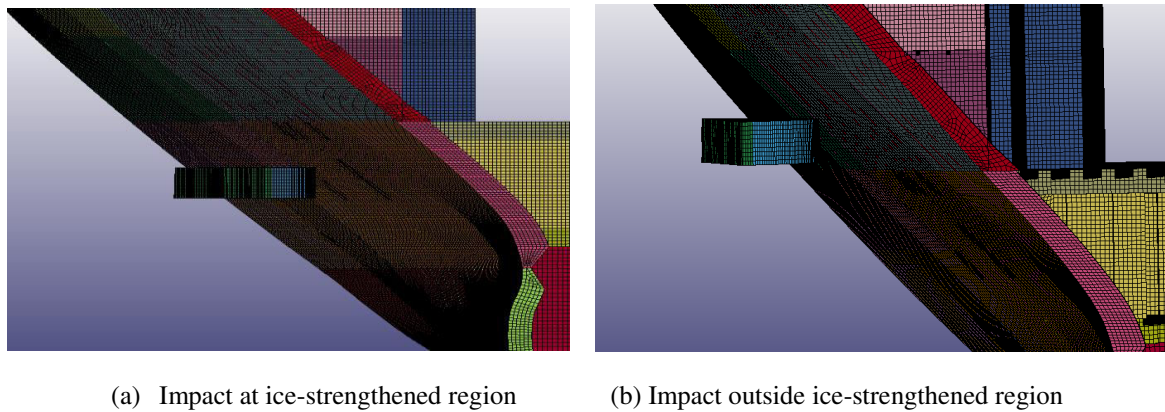 (a) Impact at ice-strengthened region
(b) Impact outside ice-strengthened region